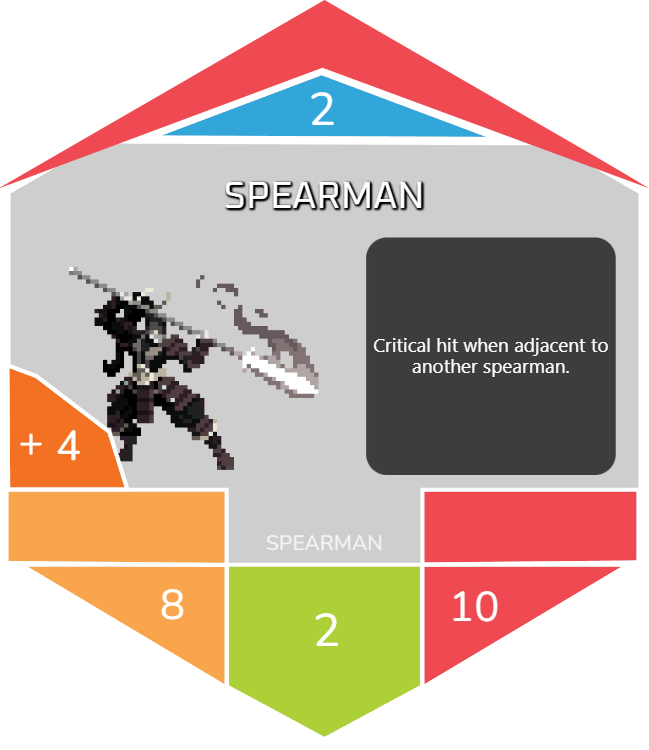 2
SPEARMAN
Critical hit when adjacent to
another spearman.
+ 4
SPEARMAN
8
2
10